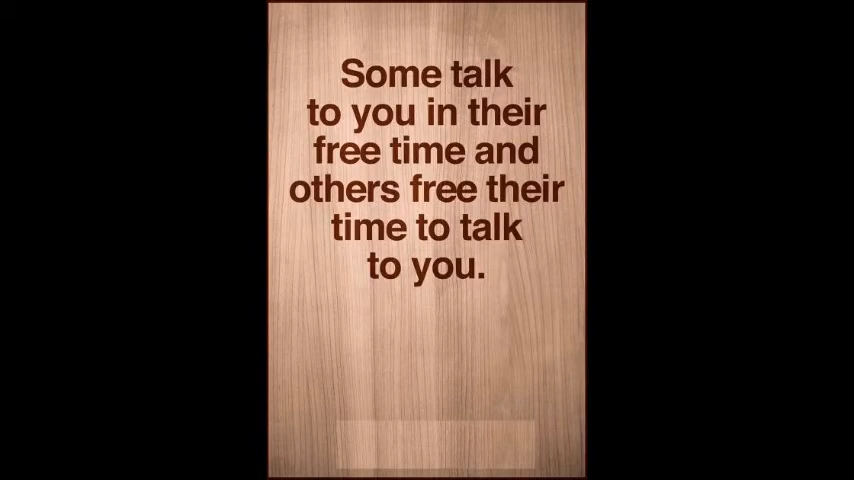 Some talk
to you in their
free time and
others free their
time to talk
to you.